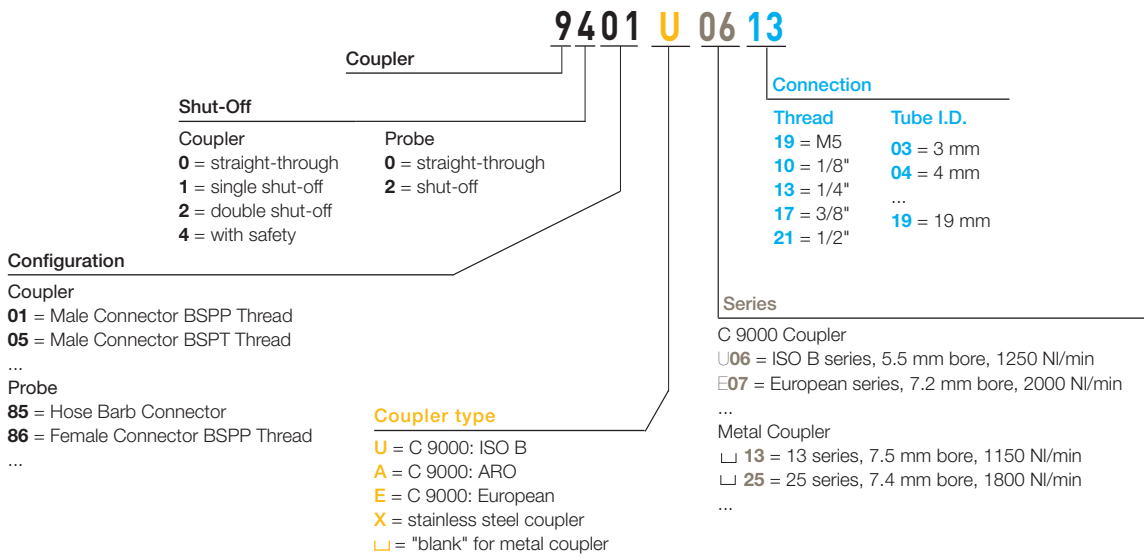 9401 U 06 13
Coupler
Shut-Off
Coupler
0 = straight-through
1 = single shut-off
2 = double shut-off
4 = with safety
Probe
0 = straight-through
2 = shut-off
Configuration
Coupler
01 = Male Connector BSPP Thread
05 = Male Connector BSPT Thread
...
Probe
85 = Hose Barb Connector
86 = Female Connector BSPP Thread
...
Coupler type
U = C 9000: ISO B
A = C 9000: ARO
E = C 9000: European
X = stainless steel coupler
⎵ = "blank" for metal coupler
Connection
Thread
19 = M5
10 = 1/8"
13 = 1/4"
17 = 3/8"
21 = 1/2"
Tube I.D.
03 = 3 mm
04 = 4 mm
...
19 = 19 mm
Series
C 9000 Coupler
U06 = ISO B series, 5.5 mm bore, 1250 Nl/min
E07 = European series, 7.2 mm bore, 2000 Nl/min
...
Metal Coupler
⎵ 13 = 13 series, 7.5 mm bore, 1150 Nl/min
⎵ 25 = 25 series, 7.4 mm bore, 1800 Nl/min
...